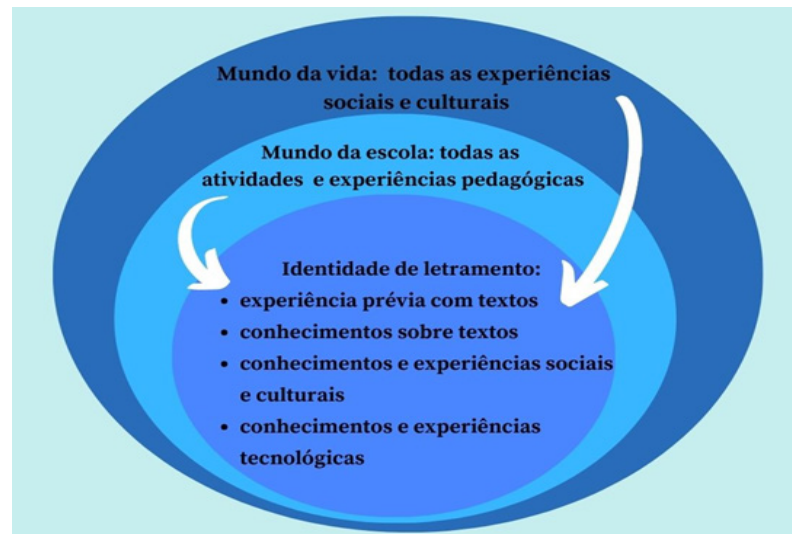 Mundo da vida: todas as experiências
sociais e culturais
Mundo da escola: todas as
atividades e experiências pedagógicas
Identidade de letramento:
• experiência prévia com textos
• conhecimentos sobre textos
• conhecimentos e experiências sociais
e culturais
• conhecimentos e experiências
tecnológicas